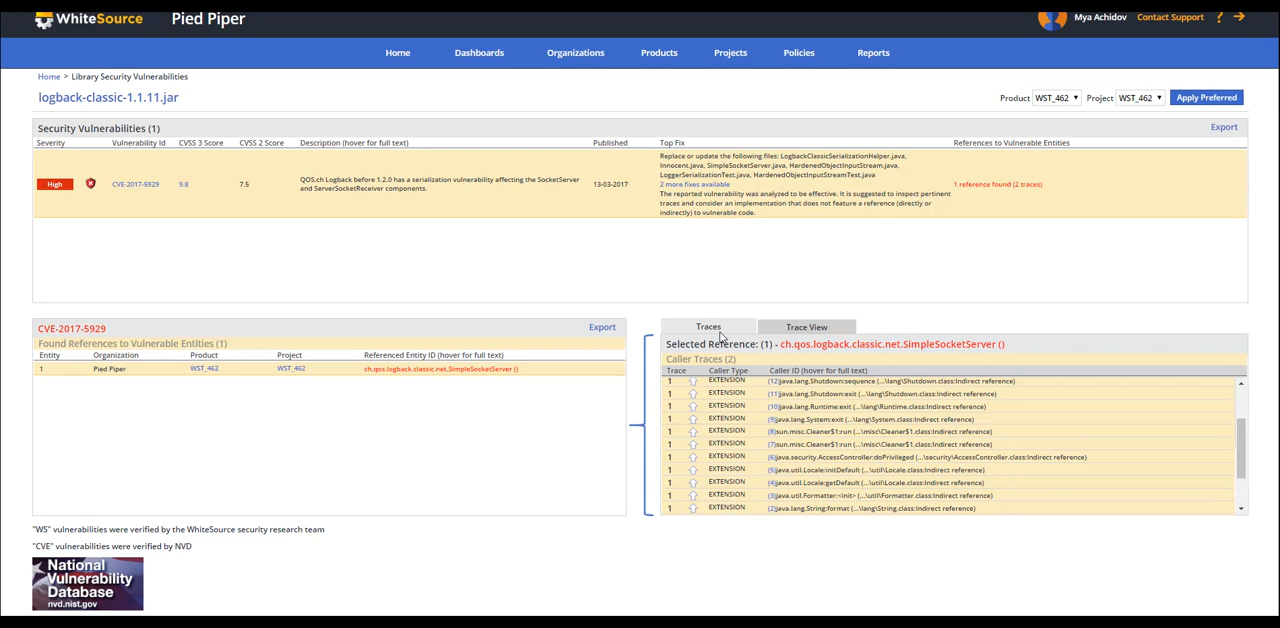 WhiteSource
Pied Piper
Mya Achidov
Contact Support
?
Home
Dashboards
Organizations
Products
Projects
Policies
Reports
Home > Library Security Vulnerabilities
logback-classic-1.1.11.jar
Product WST_462 Project WST_462 Apply Preferred
Security Vulnerabilities (1)
Export
Severity Vulnerability Id CVSS 3 Score CVSS 2 Score Description (hover for full text) Published Top Fix References to Vulnerable Entities
High CVE-2017-5929 9.8 7.5
QOS.ch Logback before 1.2.0 has a serialization vulnerability affecting the SocketServer
and ServerSocketReceiver components.
13-03-2017
Replace or update the following files: LogbackClassicSerializationHelper.java,
Innocent.java, SimpleSocketServer.java, HardenedObjectInputStream.java,
LoggerSerializationTest.java, HardenedObjectInputStreamTest.java
2 more fixes available
The reported vulnerability was analyzed to be effective. It is suggested to inspect pertinent
traces and consider an implementation that does not feature a reference (directly or
indirectly) to vulnerable code.
1 reference found (2 traces)
CVE-2017-5929
Export
Found References to Vulnerable Entities (1)
Entity Organization Product Project Referenced Entity ID (hover for full text)
1 Pied Piper WST_462 WST_462 ch.qos.logback.classic.net.SimpleSocketServer ()
Traces
Trace View
Selected Reference: (1) - ch.qos.logback.classic.net.SimpleSocketServer ()
Caller Traces (2)
Trace Caller Type Caller ID (hover for full text)
1 EXTENSION (12)java.lang.Shutdown:sequence (...\lang\Shutdown.class:Indirect reference)
1 EXTENSION (11)java.lang.Shutdown:exit (...\lang\Shutdown.class:Indirect reference)
1 EXTENSION (10)java.lang.Runtime:exit (...\lang\Runtime.class:Indirect reference)
1 EXTENSION (9)java.lang.System:exit (...\lang\System.class:Indirect reference)
1 EXTENSION (8)sun.misc.Cleaner$1:run (...\misc\Cleaner$1.class:Indirect reference)
1 EXTENSION (7)sun.misc.Cleaner$1:run (...\misc\Cleaner$1.class:Indirect reference)
1 EXTENSION (6)java.security.AccessController:doPrivileged (...\security\AccessController.class:Indirect reference)
1 EXTENSION (5)java.util.Locale:initDefault (...\util\Locale.class:Indirect reference)
1 EXTENSION (4)java.util.Locale:getDefault (...\util\Locale.class:Indirect reference)
1 EXTENSION (3)java.util.Formatter:<init> (...\util\Formatter.class:Indirect reference)
1 EXTENSION (2)java.lang.String:format (...\lang\String.class:Indirect reference)
"WS" vulnerabilities were verified by the WhiteSource security research team
"CVE" vulnerabilities were verified by NVD
National
Vulnerability
Database
nvd.nist.gov